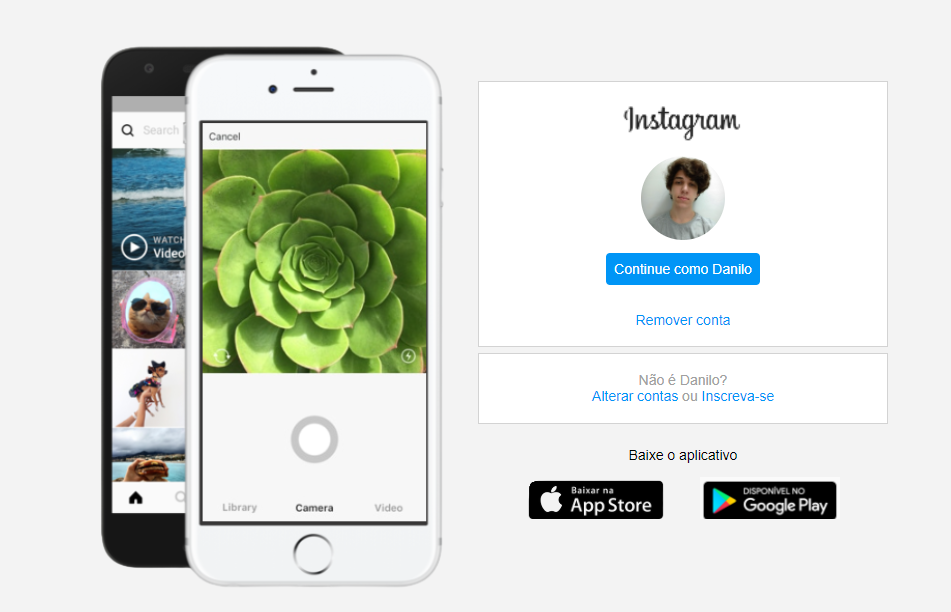 Search
WATCH
Video
Cancel
Library
Camera
Video
Instagram
Continue como Danilo
Remover conta
Não é Danilo?
Alterar contas ou Inscreva-se
Baixe o aplicativo
Baixar na
App Store
DISPONÍVEL NO
Google Play